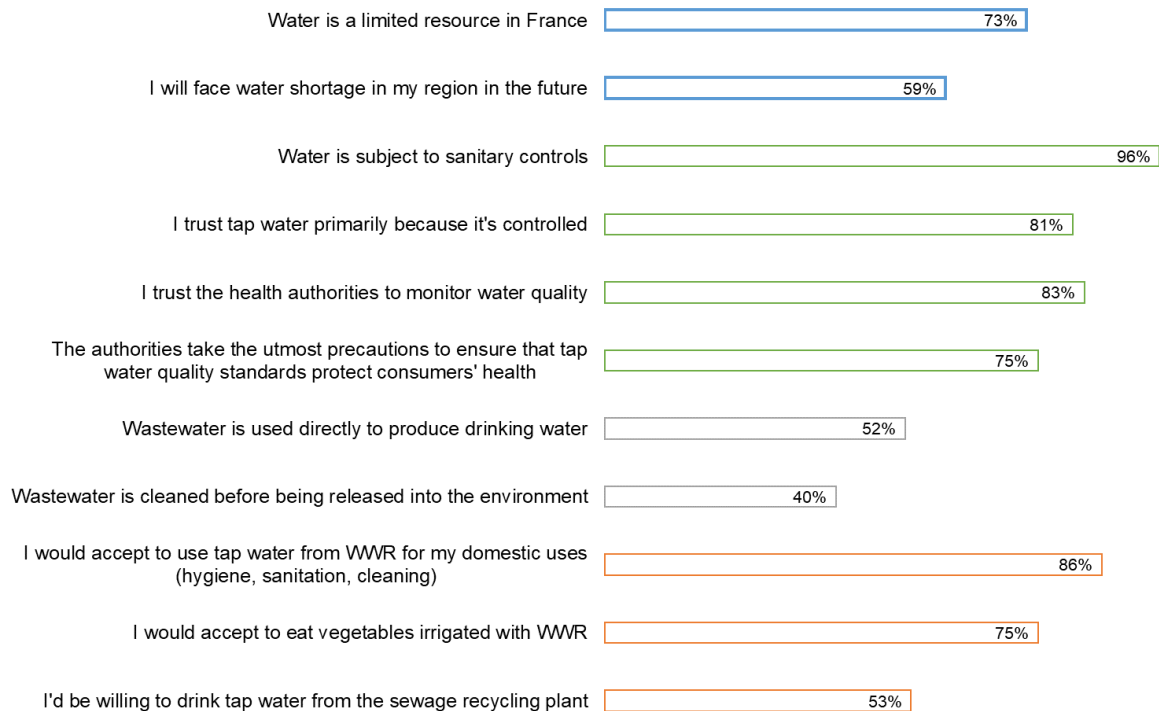 Water is a limited resource in France 73%
I will face water shortage in my region in the future 59%
Water is subject to sanitary controls 96%
I trust tap water primarily because it's controlled 81%
I trust the health authorities to monitor water quality 83%
The authorities take the utmost precautions to ensure that tap
water quality standards protect consumers' health 75%
Wastewater is used directly to produce drinking water 52%
Wastewater is cleaned before being released into the environment 40%
I would accept to use tap water from WWR for my domestic uses
(hygiene, sanitation, cleaning) 86%
I would accept to eat vegetables irrigated with WWR 75%
I'd be willing to drink tap water from the sewage recycling plant 53%